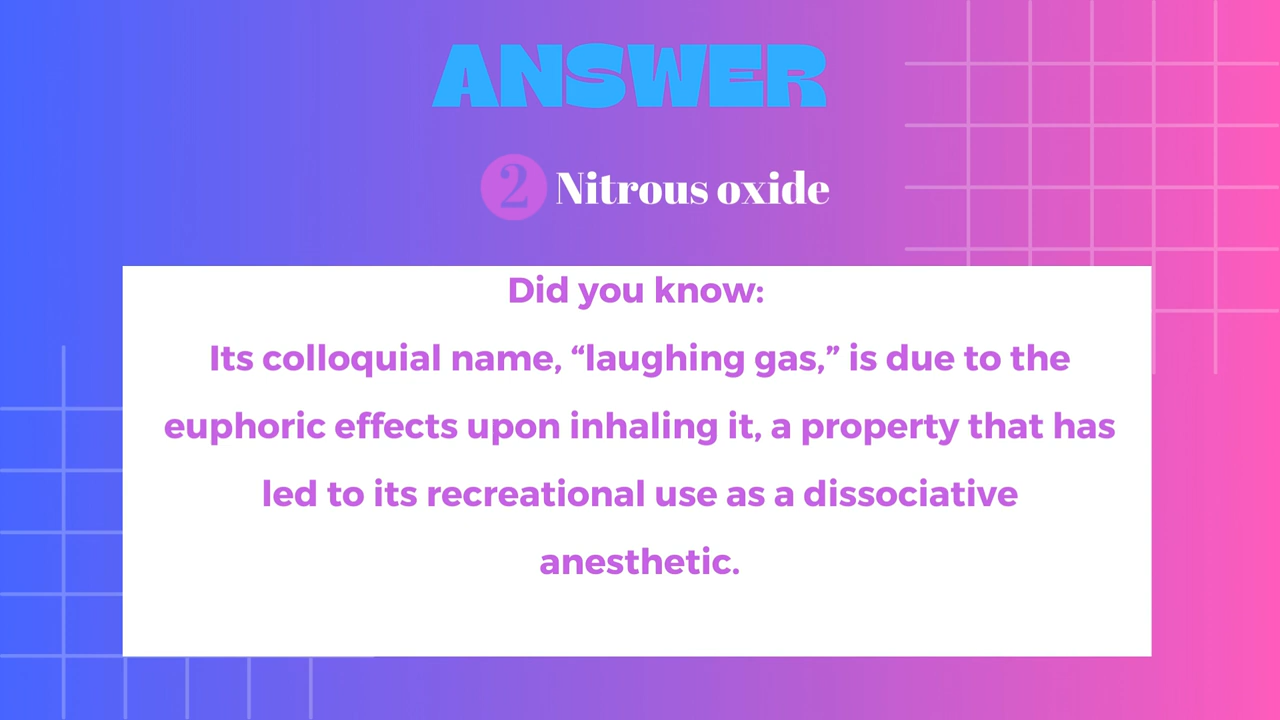 ANSWER
2 Nitrous oxide
Did you know:
Its colloquial name, “laughing gas,” is due to the
euphoric effects upon inhaling it, a property that has
led to its recreational use as a dissociative
anesthetic.